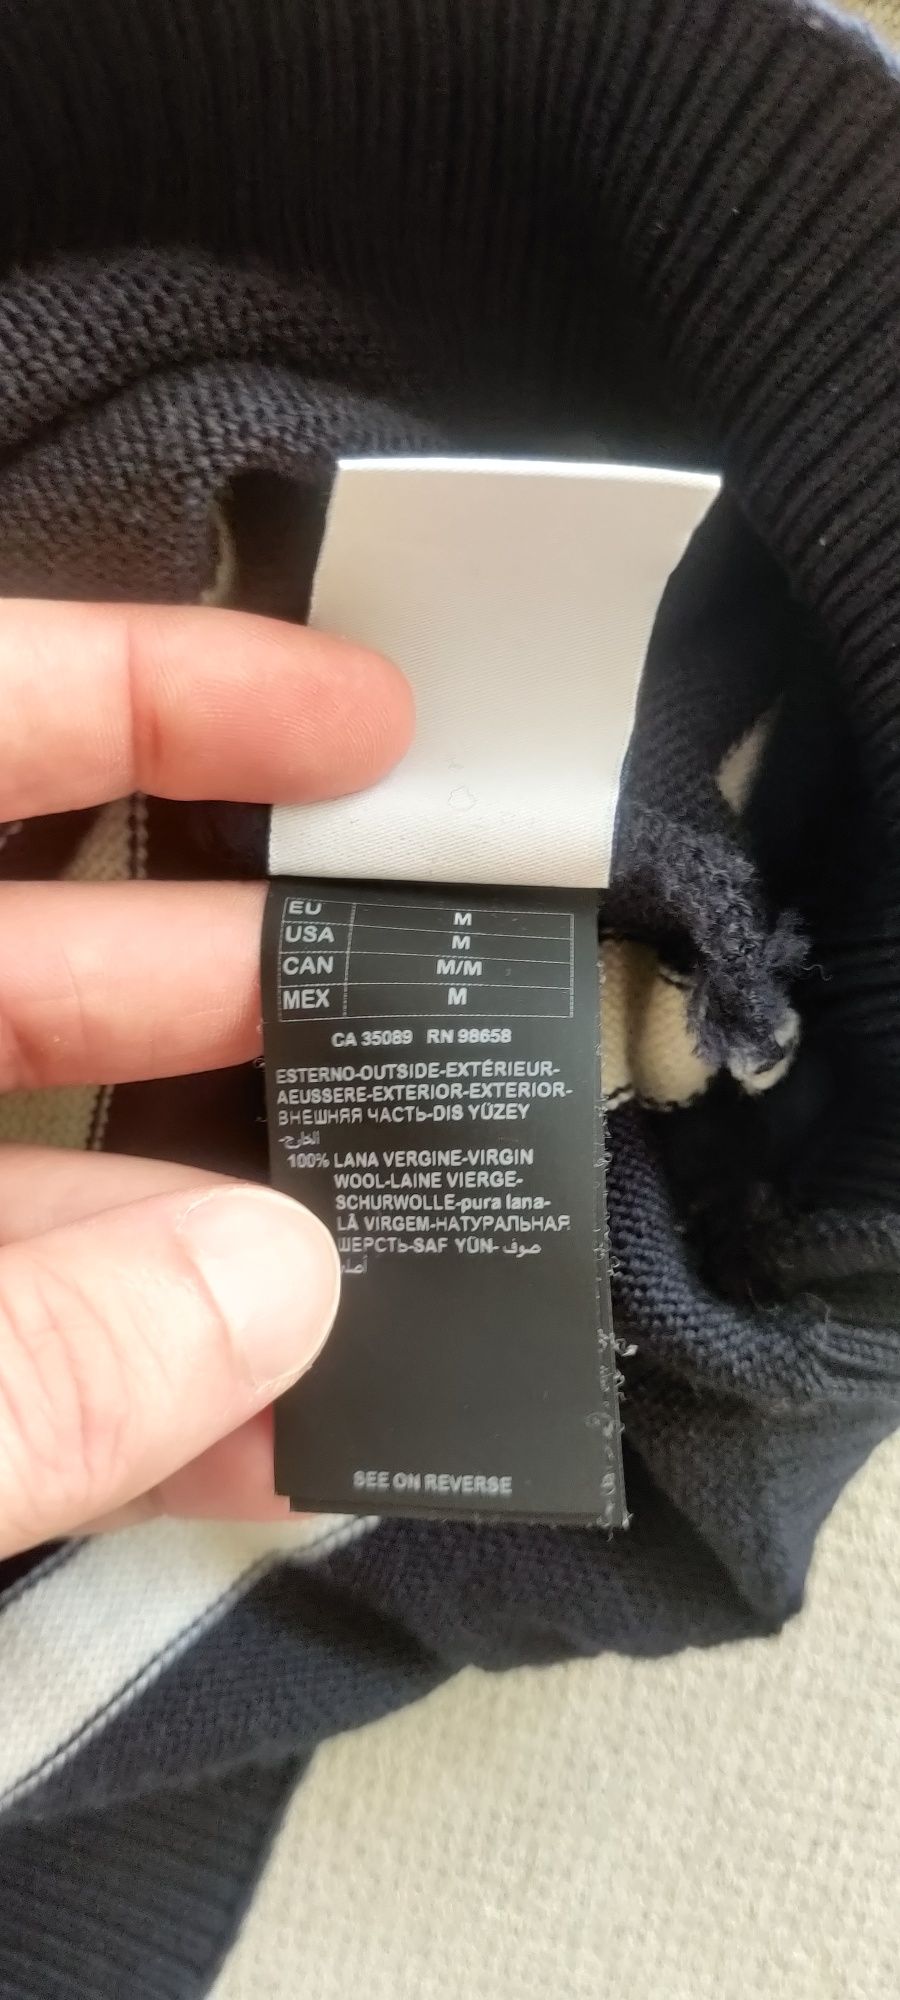 EU M
USA M
CAN M/M
MEX M
CA 35089 RN 98658
ESTERNO-OUTSIDE-EXTÉRIEUR-
AEUSSERE-EXTERIOR-EXTERIOR-
ВНЕШНЯЯ ЧАСТЬ-DIS YÜZEY
-الخارج
100% LANA VERGINE-VIRGIN
WOOL-LAINE VIERGE-
SCHURWOLLE-pura lana-
LÃ VIRGEM-НАТУРАЛЬНАЯ
ШЕРСТЬ-SAF YÜN- صوف
SEE ON REVERSE